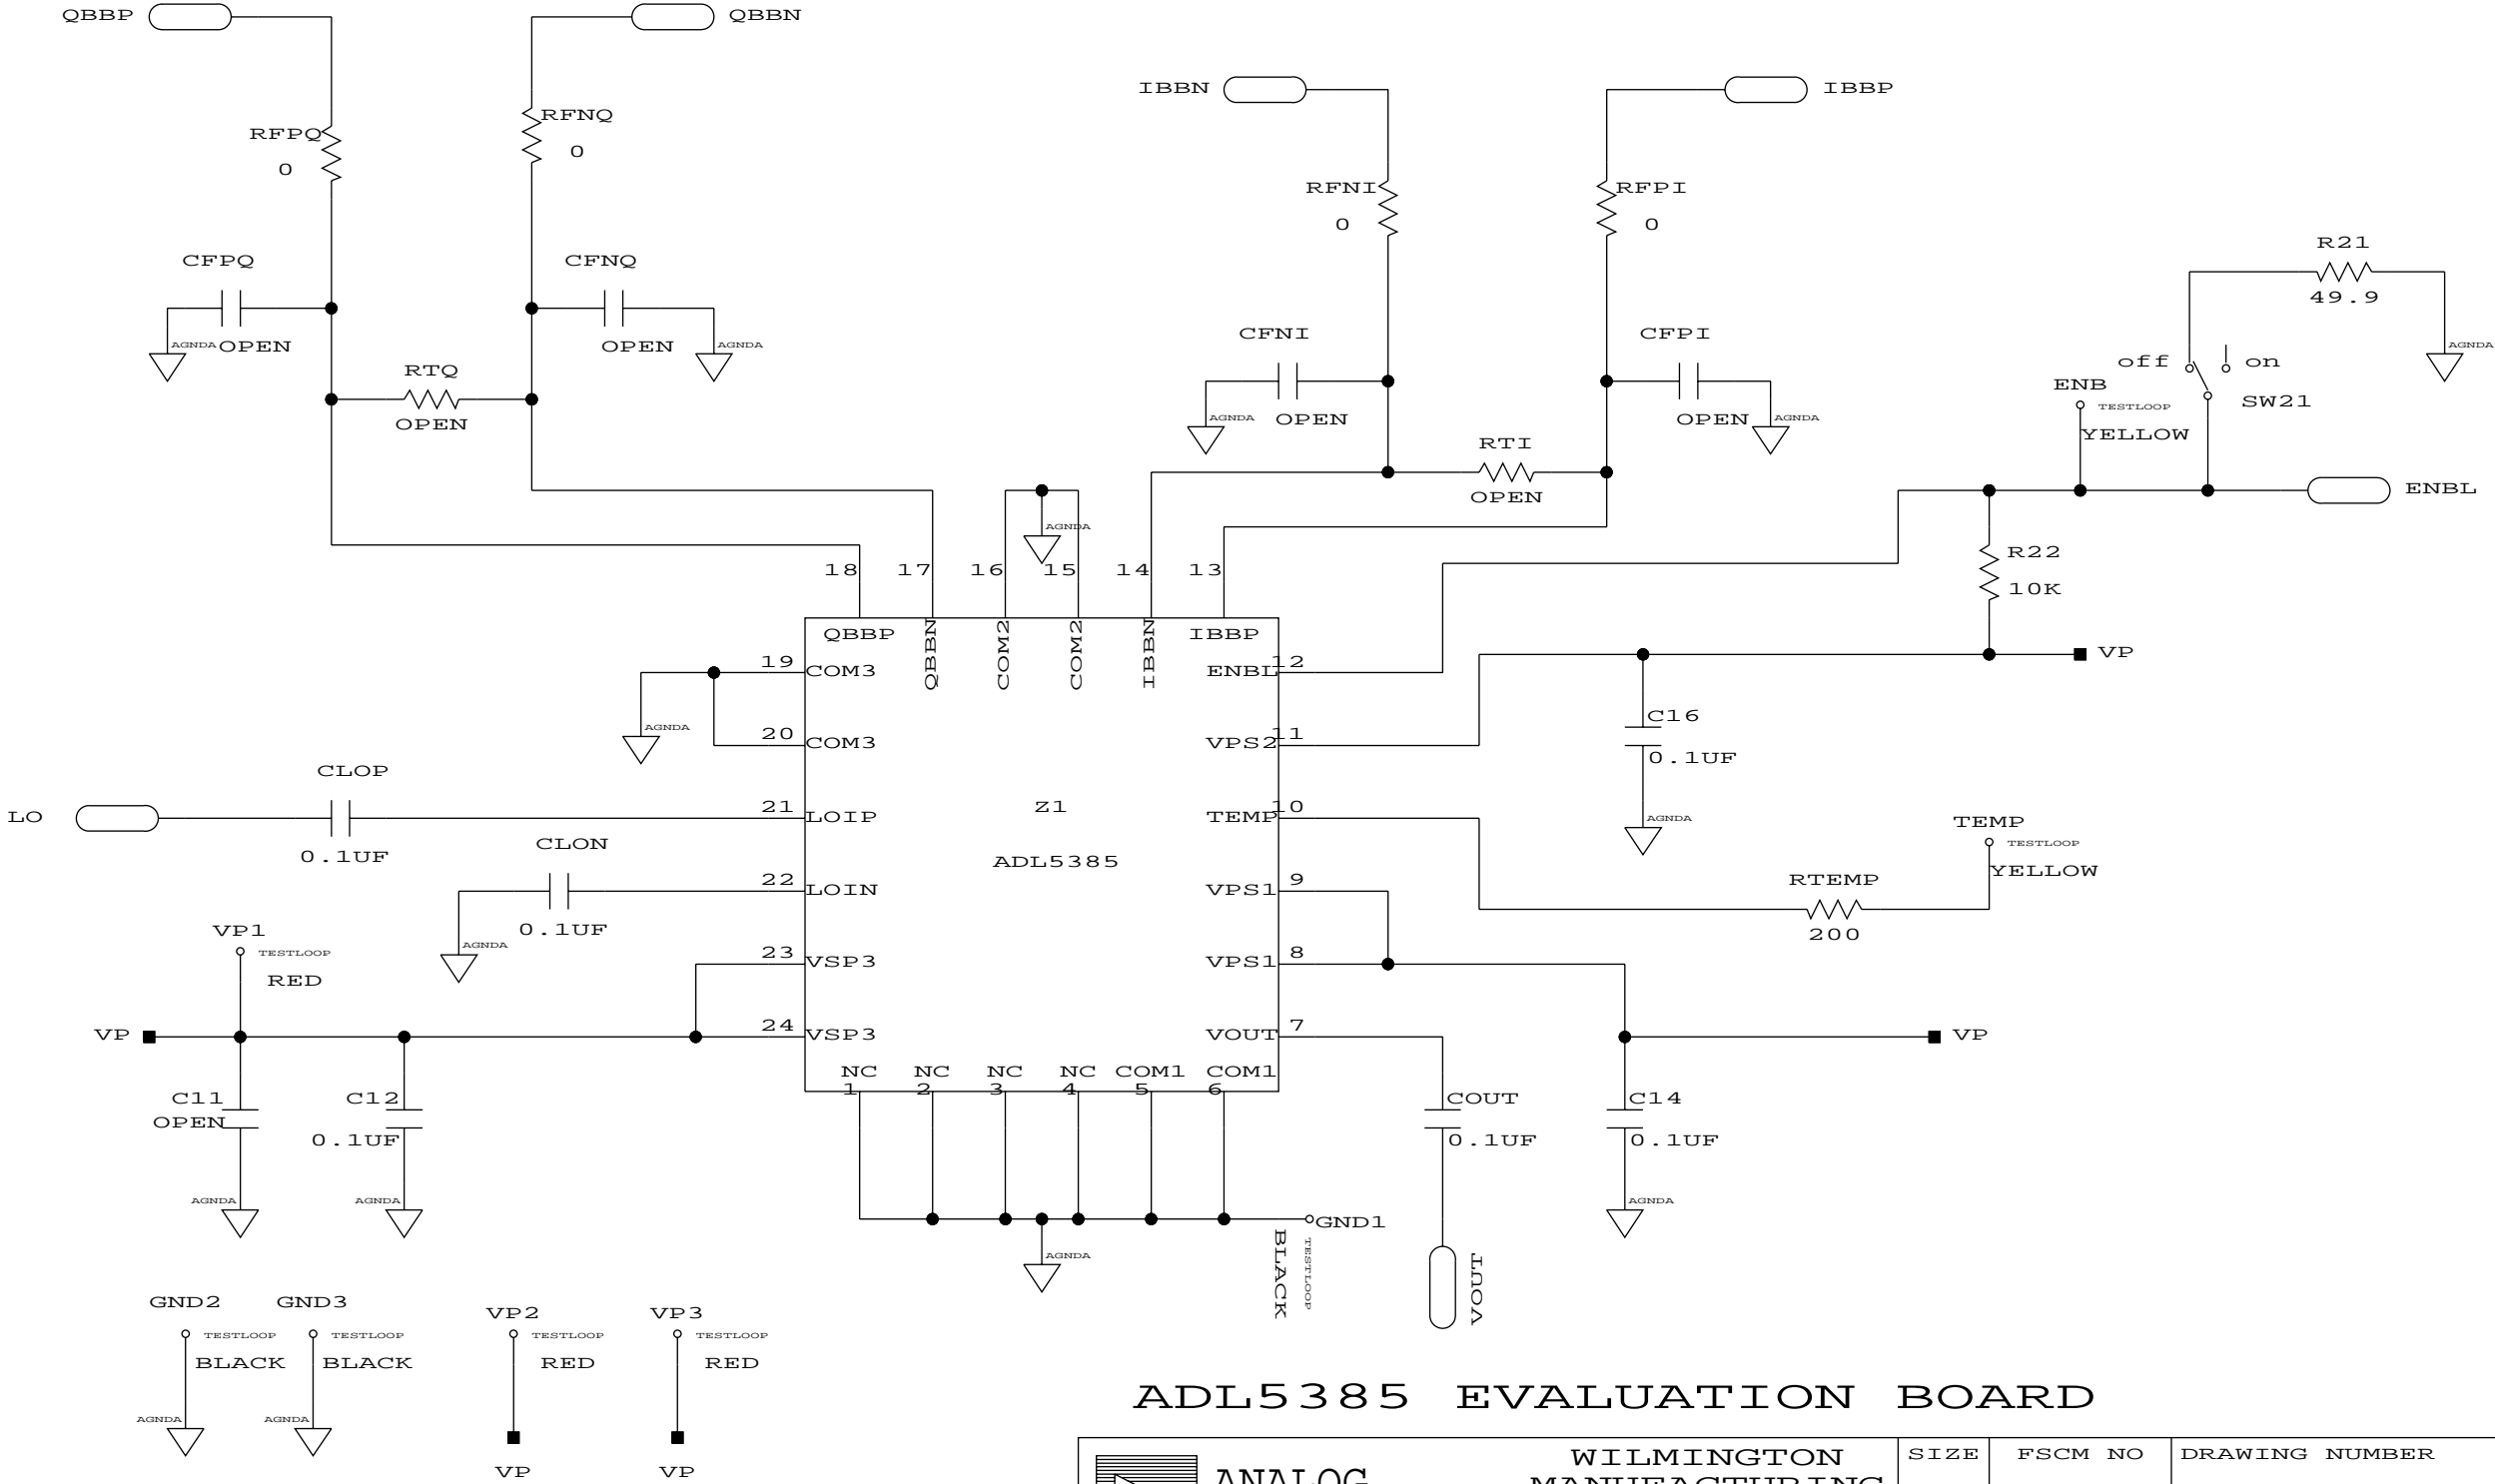 QBBP
QBBN
IBBN
IBBP
RFPQ
0
RFNQ
0
RFNI
0
RFPI
0
R21
49.9
CFPQ
OPEN
AGNDA
CFNQ
OPEN
AGNDA
RTQ
OPEN
CFNI
OPEN
AGNDA
CFPI
OPEN
AGNDA
RTI
OPEN
off
on
SW21
ENB
TESTLOOP
YELLOW
AGNDA
ENBL
R22
10K
VP
AGNDA
18
17
16
15
14
13
QBBP
QBBN
COM2
COM2
IBBN
IBBP
19
COM3
20
COM3
AGNDA
21
LOIP
22
LOIN
23
VSP3
24
VSP3
ENBL
12
VPS2
11
TEMP
10
VPS1
9
VPS1
8
VOUT
7
Z1
ADL5385
NC
NC
NC
NC
COM1
COM1
1
2
3
4
5
6
C16
0.1UF
AGNDA
LO
CLOP
0.1UF
CLON
0.1UF
AGNDA
TEMP
TESTLOOP
YELLOW
RTEMP
200
VP1
TESTLOOP
RED
VP
VP
C11
OPEN
AGNDA
C12
0.1UF
AGNDA
COUT
0.1UF
C14
0.1UF
AGNDA
GND1
TESTLOOP
BLACK
AGNDA
VOUT
GND2
TESTLOOP
BLACK
AGNDA
GND3
TESTLOOP
BLACK
AGNDA
VP2
TESTLOOP
RED
VP
VP3
TESTLOOP
RED
VP
ADL5385 EVALUATION BOARD
ANALOG
WILMINGTON
MANUFACTURING
SIZE
FSCM NO
DRAWING NUMBER